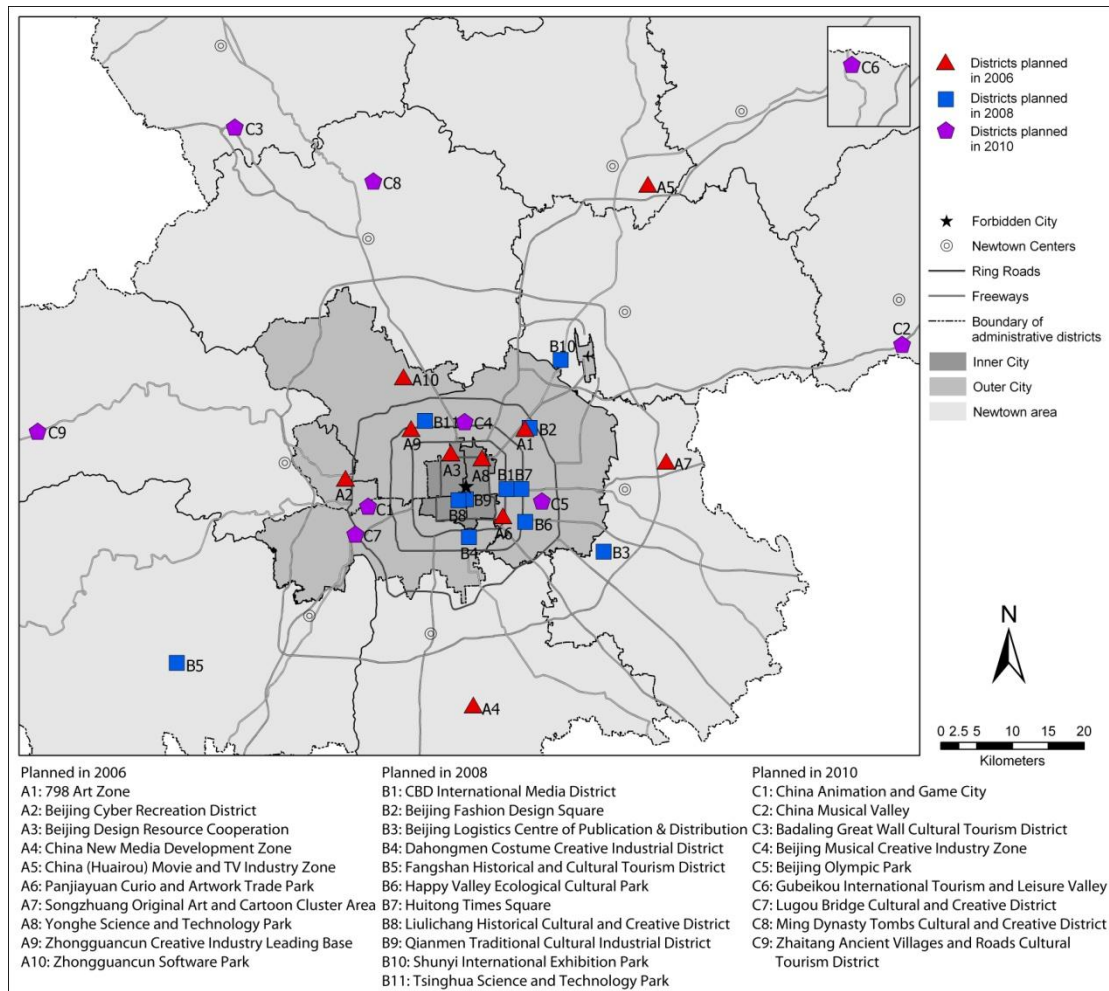 C6
Districts planned
in 2006
Districts planned
in 2008
Districts planned
in 2010
C3
C8
A5
Forbidden City
Newtown Centers
Ring Roads
Freeways
Boundary of
administrative districts
Inner City
Outer City
Newtown area
C2
B10
A10
C9
B11
C4
A1
B2
A9
A3
A8
A7
A2
B1
B7
C1
B8
B9
C5
B6
A6
C7
B4
B3
B5
A4
N
0 2.5 5 10 15 20
Kilometers
Planned in 2006
A1: 798 Art Zone
A2: Beijing Cyber Recreation District
A3: Beijing Design Resource Cooperation
A4: China New Media Development Zone
A5: China (Huairou) Movie and TV Industry Zone
A6: Panjiayuan Curio and Artwork Trade Park
A7: Songzhuang Original Art and Cartoon Cluster Area
A8: Yonghe Science and Technology Park
A9: Zhongguancun Creative Industry Leading Base
A10: Zhongguancun Software Park
Planned in 2008
B1: CBD International Media District
B2: Beijing Fashion Design Square
B3: Beijing Logistics Centre of Publication & Distribution
B4: Dahongmen Costume Creative Industrial District
B5: Fangshan Historical and Cultural Tourism District
B6: Happy Valley Ecological Cultural Park
B7: Huitong Times Square
B8: Liulichang Historical Cultural and Creative District
B9: Qianmen Traditional Cultural Industrial District
B10: Shunyi International Exhibition Park
B11: Tsinghua Science and Technology Park
Planned in 2010
C1: China Animation and Game City
C2: China Musical Valley
C3: Badaling Great Wall Cultural Tourism District
C4: Beijing Musical Creative Industry Zone
C5: Beijing Olympic Park
C6: Gubeikou International Tourism and Leisure Valley
C7: Lugou Bridge Cultural and Creative District
C8: Ming Dynasty Tombs Cultural and Creative District
C9: Zhaitang Ancient Villages and Roads Cultural
Tourism District